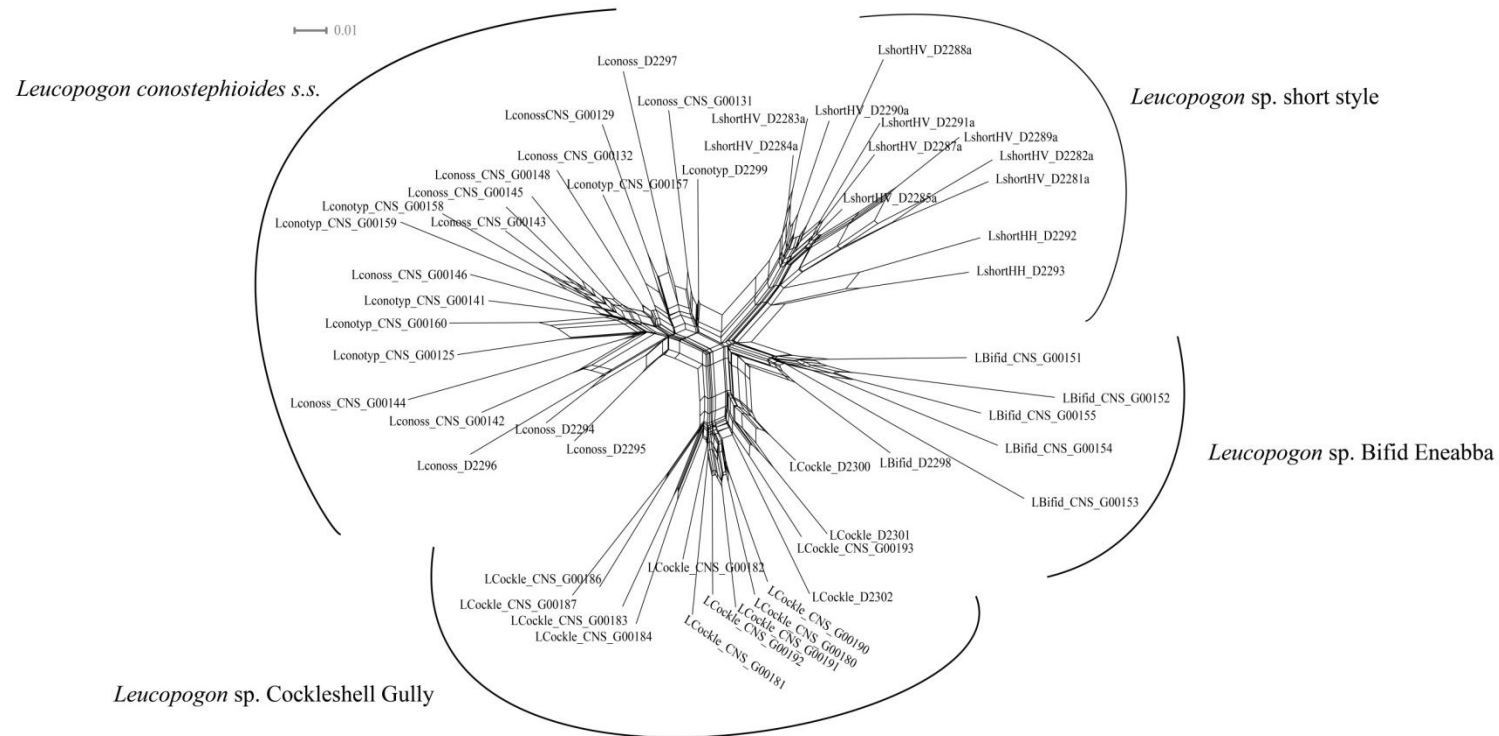 0.01
Leucopogon conostephioides s.s.
Leucopogon sp. short style
Lconoss_D2297
Lconoss_CNS_G00131
LconossCNS_G00129
Lconoss_CNS_G00132
Lconoss_CNS_G00148
Lconoss_CNS_G00145
Lconotyp_CNS_G00157
Lconotyp_D2299
Lconotyp_CNS_G00158
Lconoss_CNS_G00143
Lconotyp_CNS_G00159
Lconoss_CNS_G00146
Lconotyp_CNS_G00141
Lconotyp_CNS_G00160
Lconotyp_CNS_G00125
Lconoss_CNS_G00144
Lconoss_CNS_G00142
Lconoss_D2294
Lconoss_D2295
Lconoss_D2296
LshortHV_D2288a
LshortHV_D2283a
LshortHV_D2290a
LshortHV_D2291a
LshortHV_D2284a
LshortHV_D2289a
LshortHV_D2287a
LshortHV_D2282a
LshortHV_D2281a
LshortHV_D2285a
LshortHH_D2292
LshortHH_D2293
LBifid_CNS_G00151
LBifid_CNS_G00152
LBifid_CNS_G00155
LBifid_CNS_G00154
LBifid_D2298
LBifid_CNS_G00153
Leucopogon sp. Bifid Eneabba
LCockle_D2300
LCockle_D2301
LCockle_CNS_G00193
LCockle_D2302
LCockle_CNS_G00190
LCockle_CNS_G00180
LCockle_CNS_G00191
LCockle_CNS_G00192
LCockle_CNS_G00181
LCockle_CNS_G00182
LCockle_CNS_G00186
LCockle_CNS_G00187
LCockle_CNS_G00183
LCockle_CNS_G00184
Leucopogon sp. Cockleshell Gully